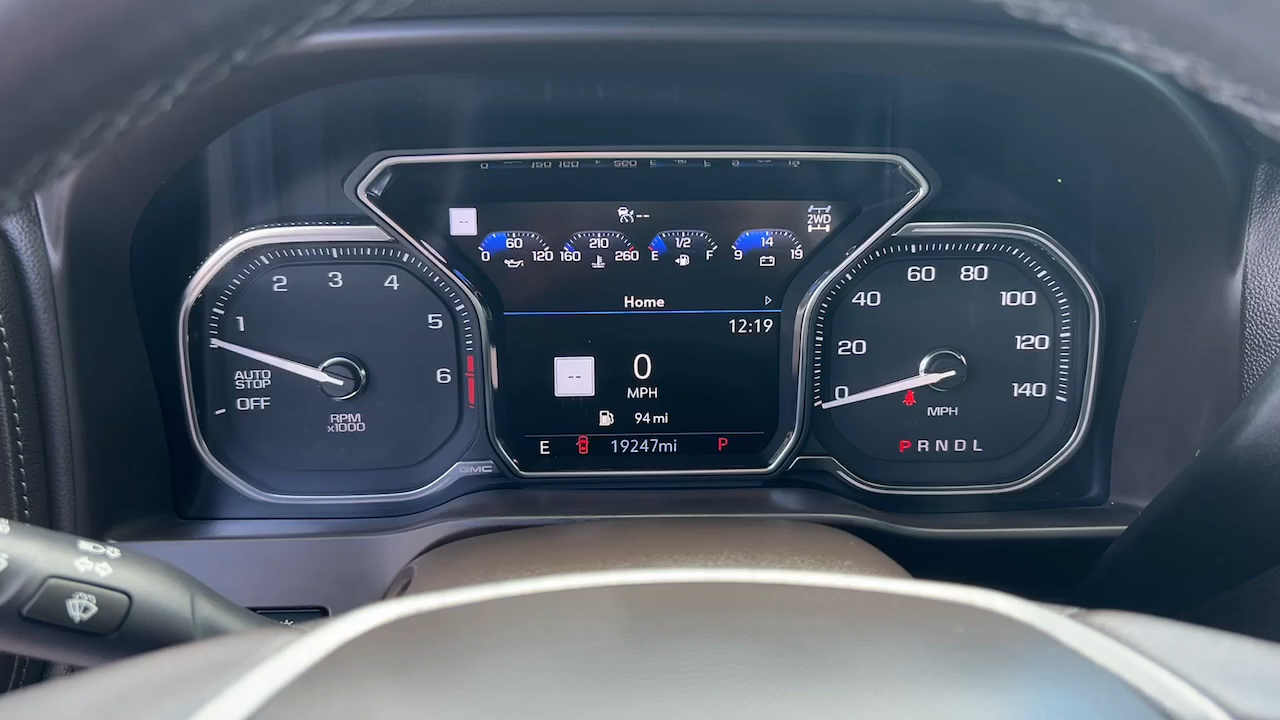 --
--
2WD
60
0 120
210
160 260
1/2
E F
14
9 19
Home
12:19
--
0
MPH
94 mi
E 19247mi P
1
2
3
4
5
6
AUTO
STOP
OFF
RPM
x1000
GMC
0
20
40
60
80
100
120
140
MPH
PRNDL